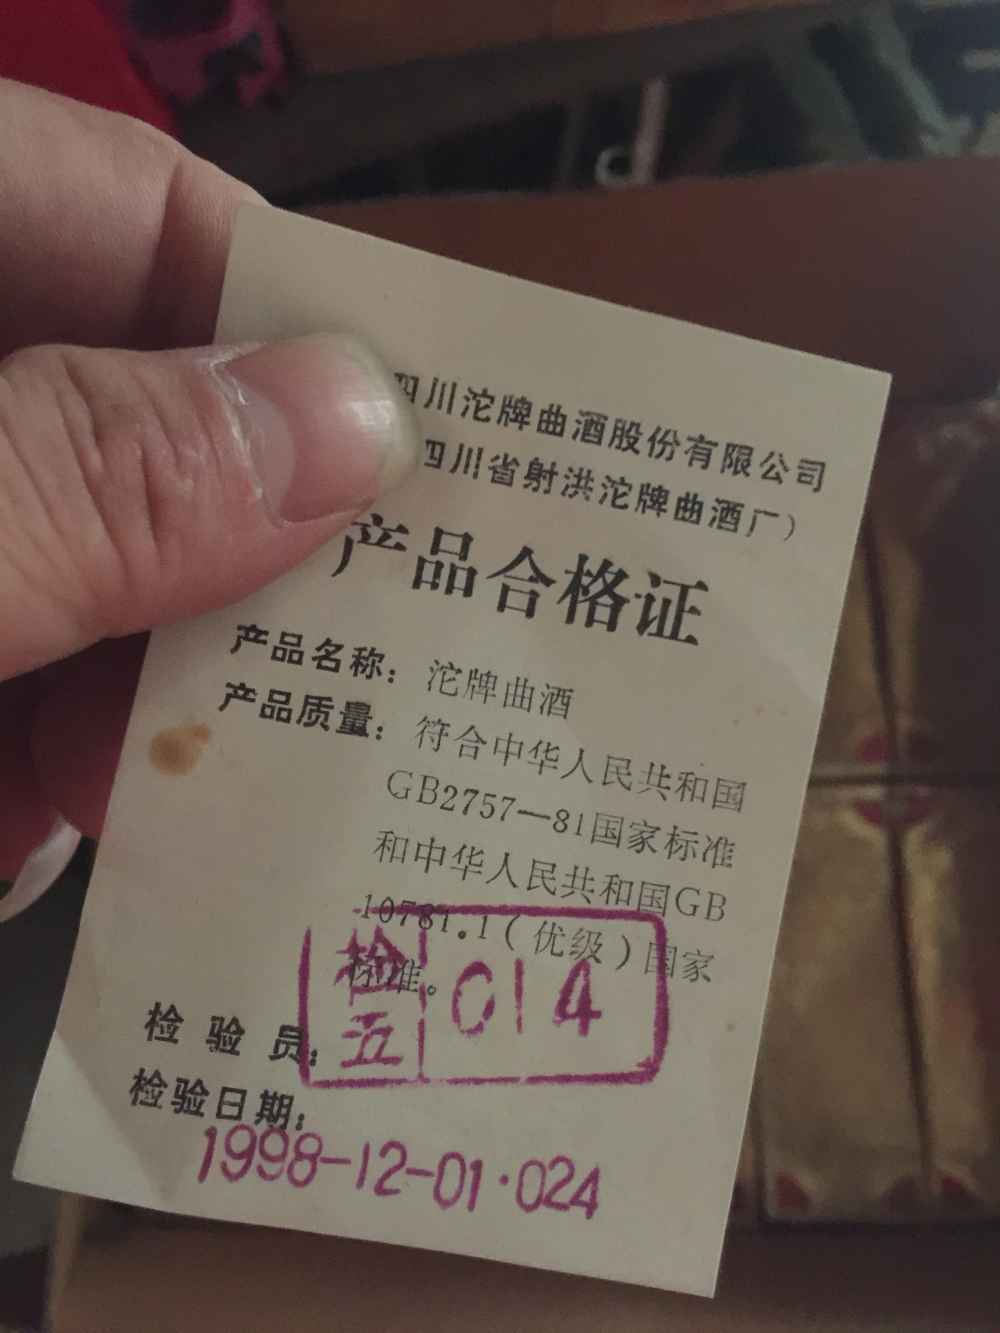 四川沱牌曲酒股份有限公司
四川省射洪沱牌曲酒厂）
产品合格证
产品名称：沱牌曲酒
产品质量：符合中华人民共和国
GB2757—81国家标准
和中华人民共和国GB
10781.1（优级）国家
标准。
检验员：
检五 014
检验日期：
1998-12-01·024